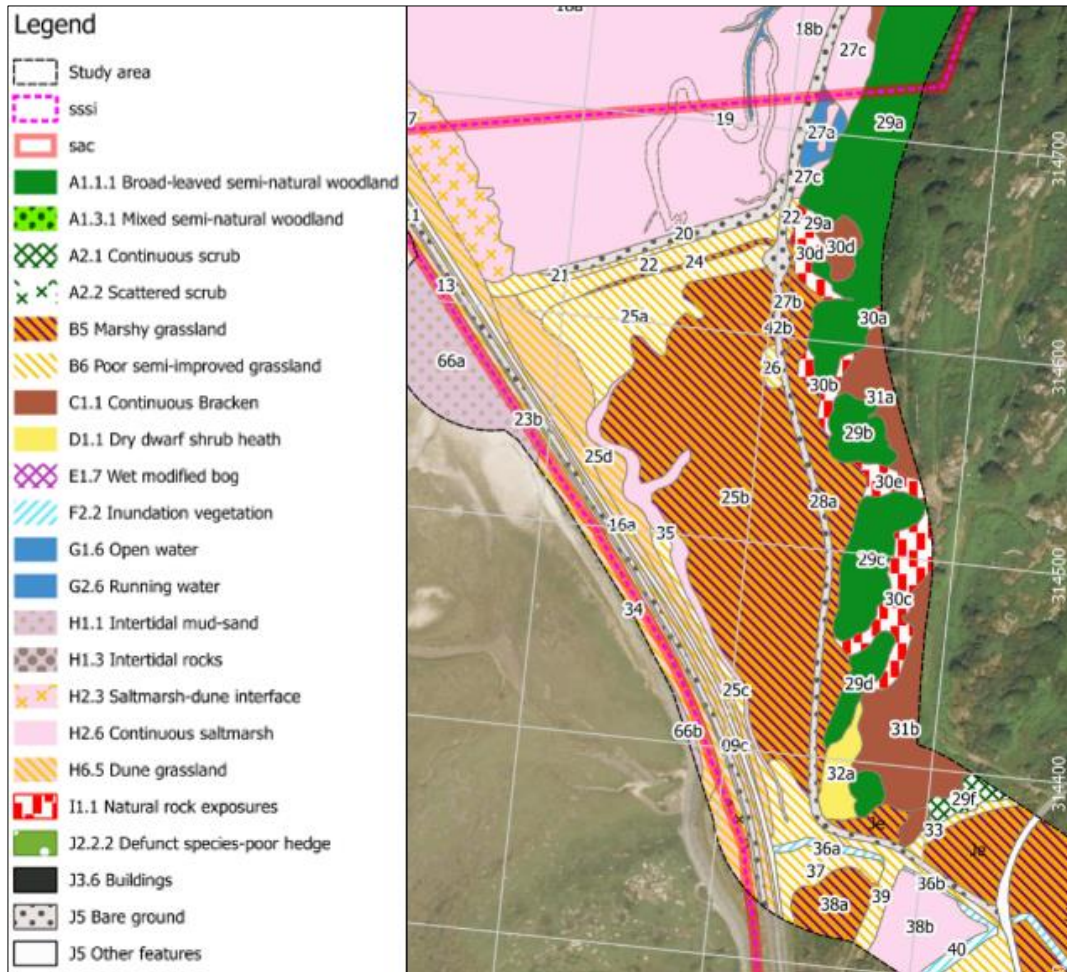 Legend
Study area
sssi
sac
A1.1.1 Broad-leaved semi-natural woodland
A1.3.1 Mixed semi-natural woodland
A2.1 Continuous scrub
A2.2 Scattered scrub
B5 Marshy grassland
B6 Poor semi-improved grassland
C1.1 Continuous Bracken
D1.1 Dry dwarf shrub heath
E1.7 Wet modified bog
F2.2 Inundation vegetation
G1.6 Open water
G2.6 Running water
H1.1 Intertidal mud-sand
H1.3 Intertidal rocks
H2.3 Saltmarsh-dune interface
H2.6 Continuous saltmarsh
H6.5 Dune grassland
I1.1 Natural rock exposures
J2.2.2 Defunct species-poor hedge
J3.6 Buildings
J5 Bare ground
J5 Other features
18b
27c
19
27a
29a
314700
27c
22
29a
20
30d
30d
22
24
21
13
27b
25a
30a
42b
66a
26
30b
314600
31a
23b
29b
25d
30e
25b
28a
16a
35
29c
314500
30c
34
29d
25c
31b
66b
09c
32a
314400
29f
Je
33
36a
Je
37
36b
39
38a
38b
40